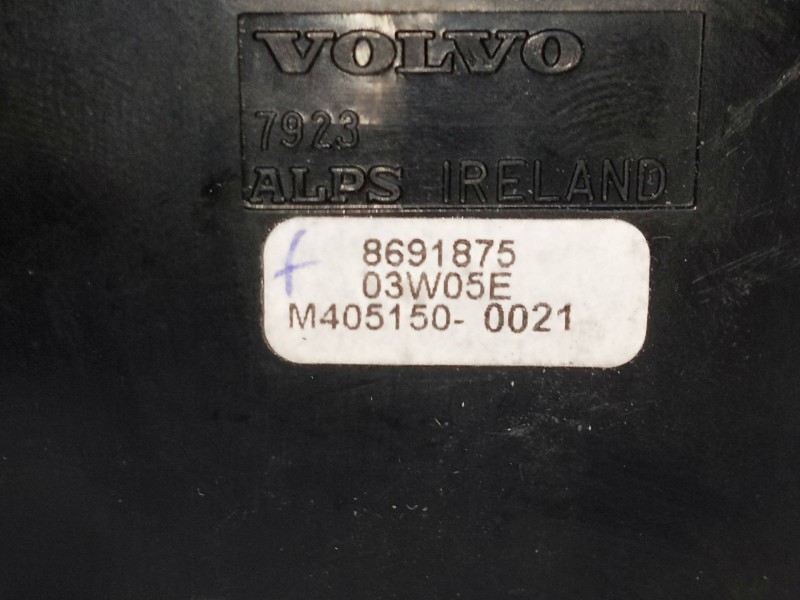 VOLVO
7923
ALPS IRELAND
f 8691875
03W05E
M405150- 0021